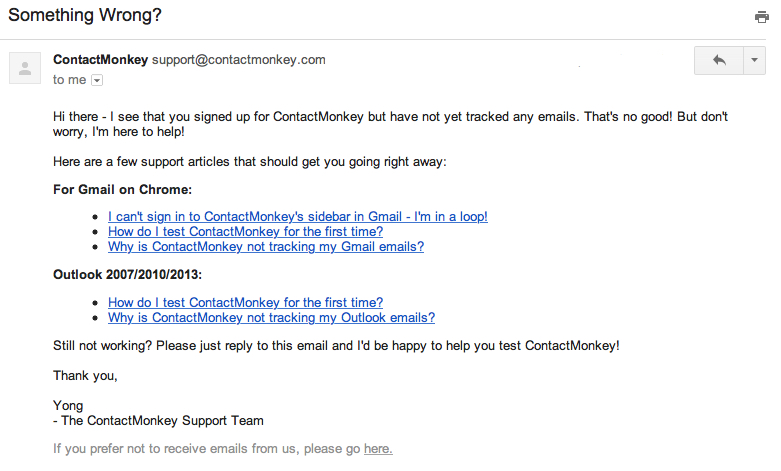 Something Wrong?
ContactMonkey support@contactmonkey.com
to me
Hi there - I see that you signed up for ContactMonkey but have not yet tracked any emails. That's no good! But don't
worry, I'm here to help!
Here are a few support articles that should get you going right away:
For Gmail on Chrome:
• I can't sign in to ContactMonkey's sidebar in Gmail - I'm in a loop!
• How do I test ContactMonkey for the first time?
• Why is ContactMonkey not tracking my Gmail emails?
Outlook 2007/2010/2013:
• How do I test ContactMonkey for the first time?
• Why is ContactMonkey not tracking my Outlook emails?
Still not working? Please just reply to this email and I'd be happy to help you test ContactMonkey!
Thank you,
Yong
- The ContactMonkey Support Team
If you prefer not to receive emails from us, please go here.